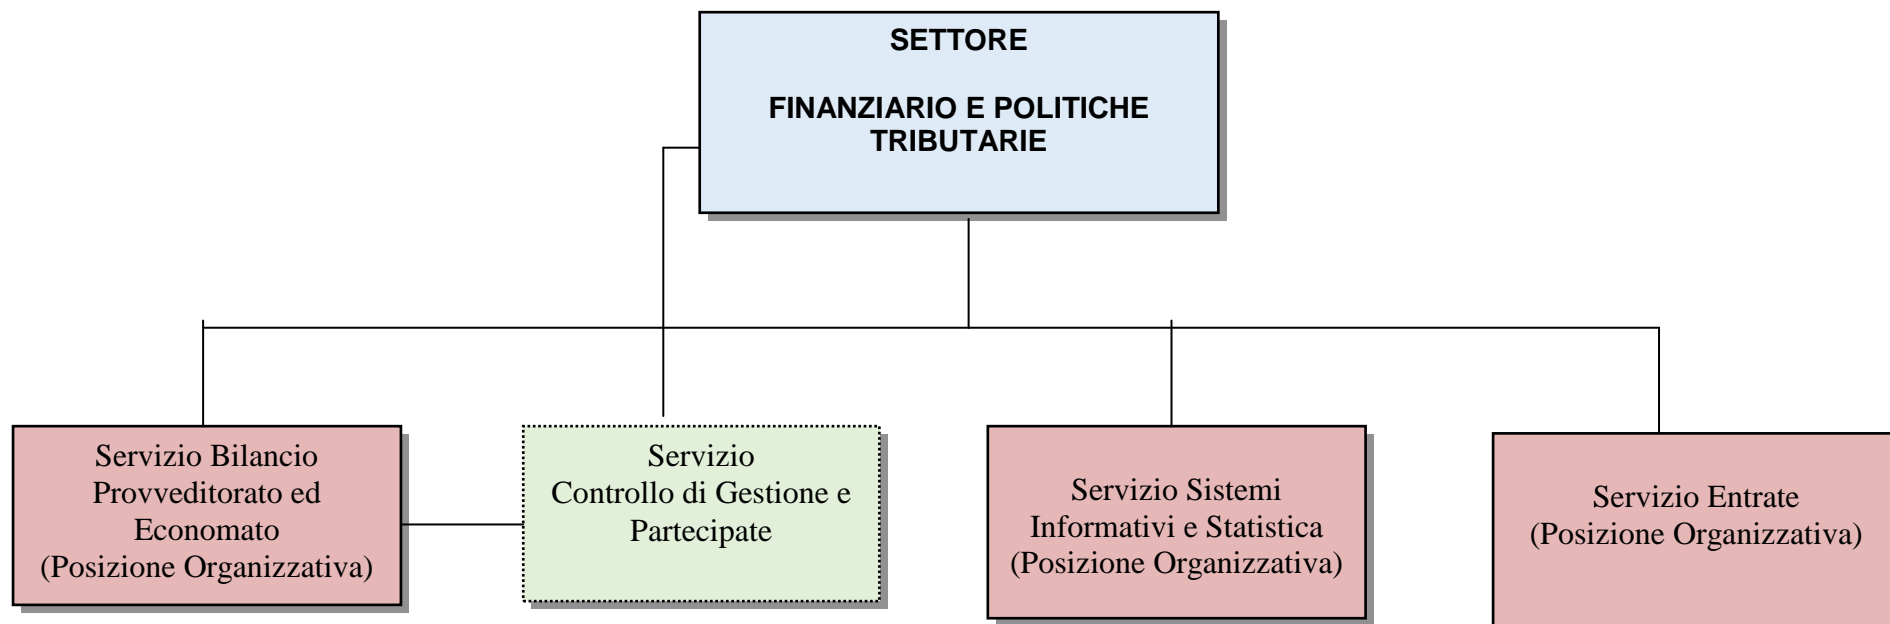 SETTORE
FINANZIARIO E POLITICHE
TRIBUTARIE
Servizio Bilancio
Provveditorato ed
Economato
(Posizione Organizzativa)
Servizio
Controllo di Gestione e
Partecipate
Servizio Sistemi
Informativi e Statistica
(Posizione Organizzativa)
Servizio Entrate
(Posizione Organizzativa)